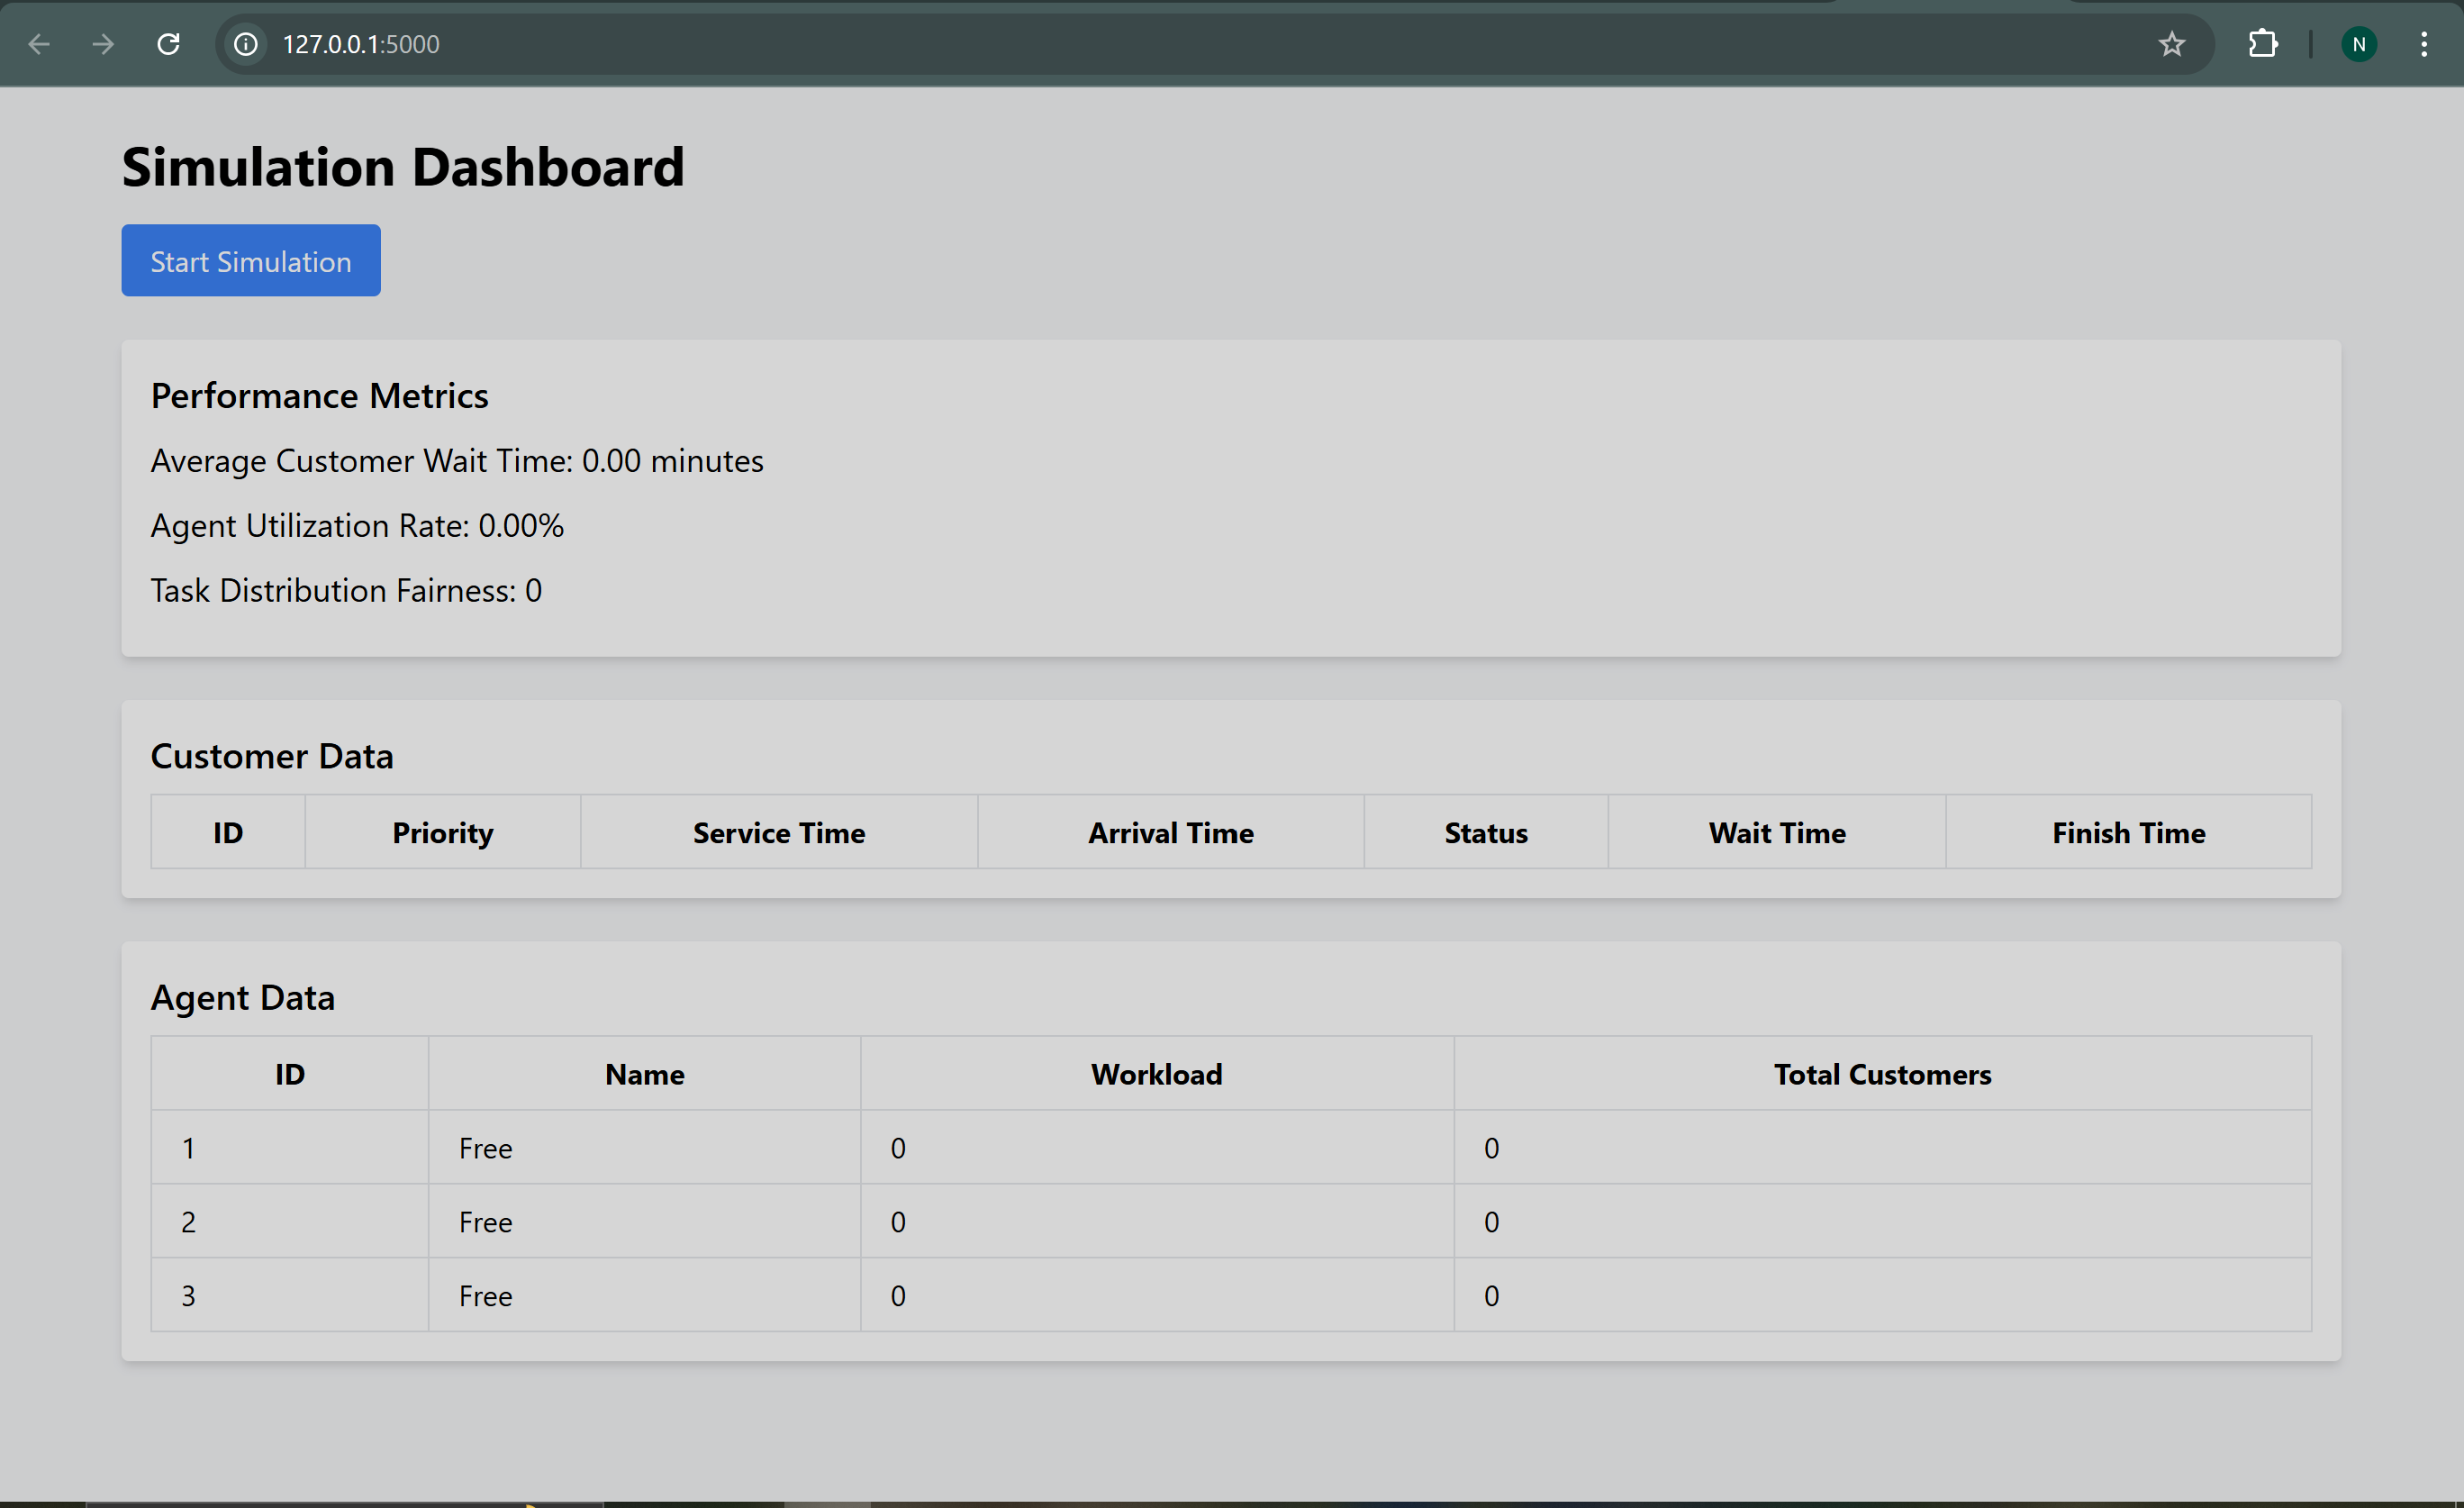 127.0.0.1:5000
N
Simulation Dashboard
Start Simulation
Performance Metrics
Average Customer Wait Time: 0.00 minutes
Agent Utilization Rate: 0.00%
Task Distribution Fairness: 0
Customer Data
ID Priority Service Time Arrival Time Status Wait Time Finish Time
Agent Data
ID Name Workload Total Customers
1 Free 0 0
2 Free 0 0
3 Free 0 0